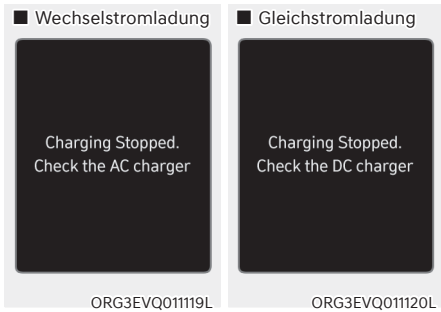 ■ Wechselstromladung
Charging Stopped.
Check the AC charger
ORG3EVQ011119L
■ Gleichstromladung
Charging Stopped.
Check the DC charger
ORG3EVQ011120L